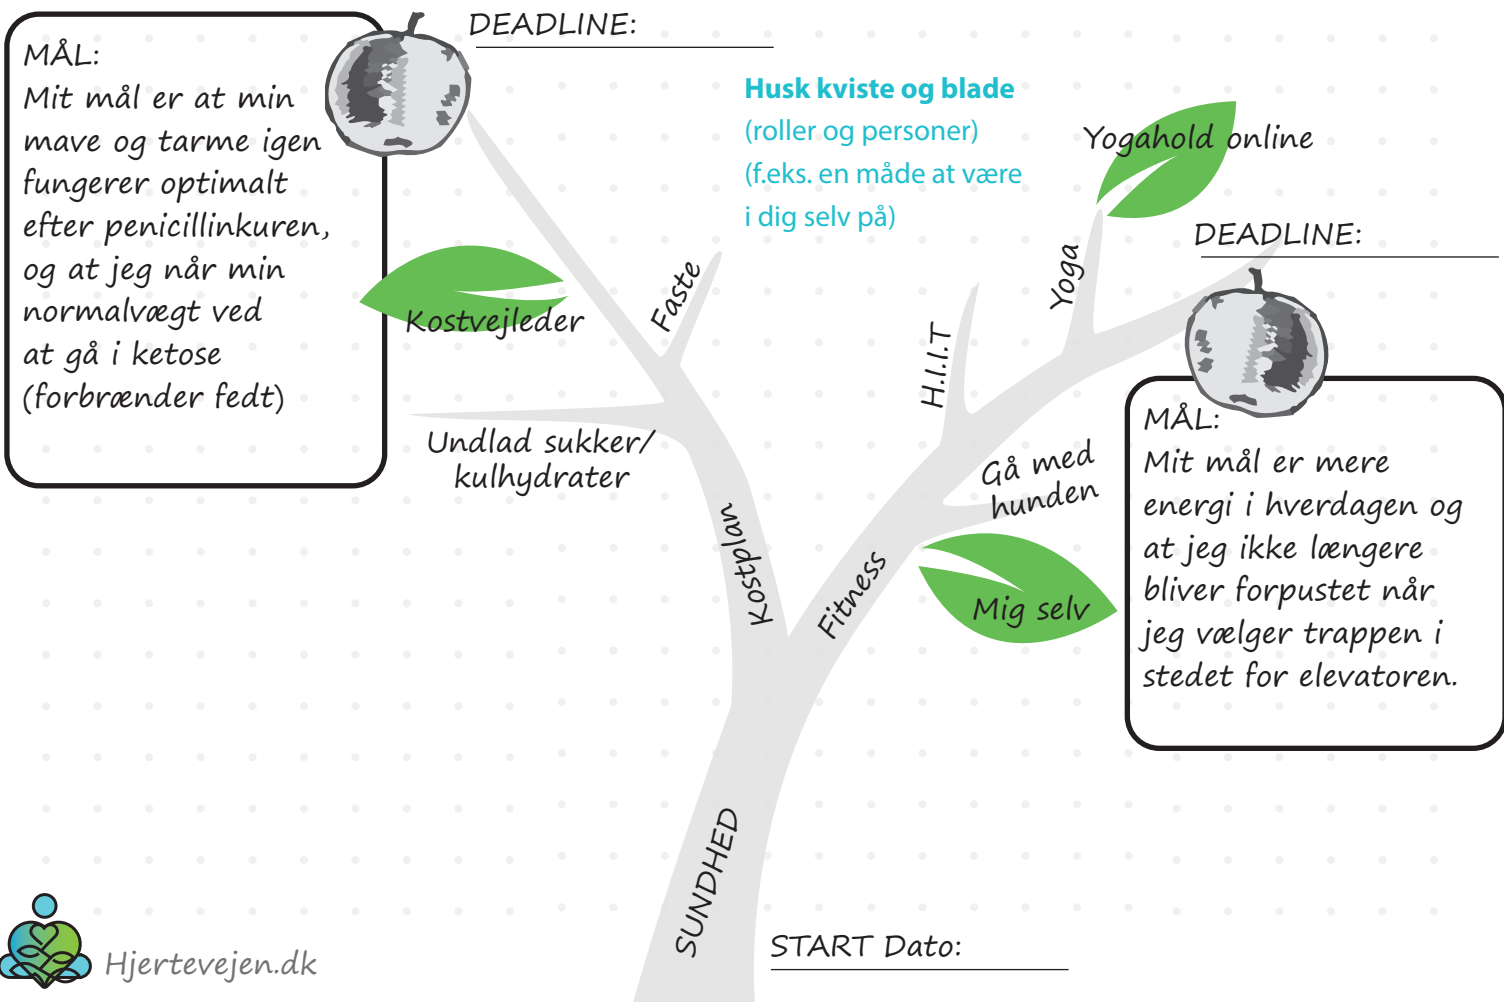 DEADLINE:
MÅL:
Mit mål er at min
mave og tarme igen
fungerer optimalt
efter penicillinkuren,
og at jeg når min
normalvægt ved
at gå i ketose
(forbrænder fedt)
Husk kviste og blade
(roller og personer)
(f.eks. en måde at være
i dig selv på)
Yogahold online
DEADLINE:
Yoga
Faste
Kostvejleder
H.I.I.T
Undlad sukker/
kulhydrater
Gå med
hunden
MÅL:
Mit mål er mere
energi i hverdagen og
at jeg ikke længere
bliver forpustet når
jeg vælger trappen i
stedet for elevatoren.
Kostplan
Fitness
Mig selv
SUNDHED
START Dato:
Hjertevejen.dk